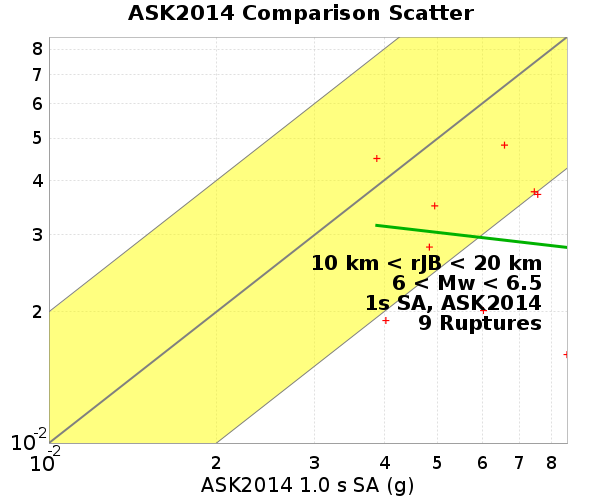 ASK2014 Comparison Scatter
8
7
6
5
4
3
2
10-2
10 km < rJB < 20 km
6 < Mw < 6.5
1s SA, ASK2014
9 Ruptures
10-2 2 3 4 5 6 7 8
ASK2014 1.0 s SA (g)